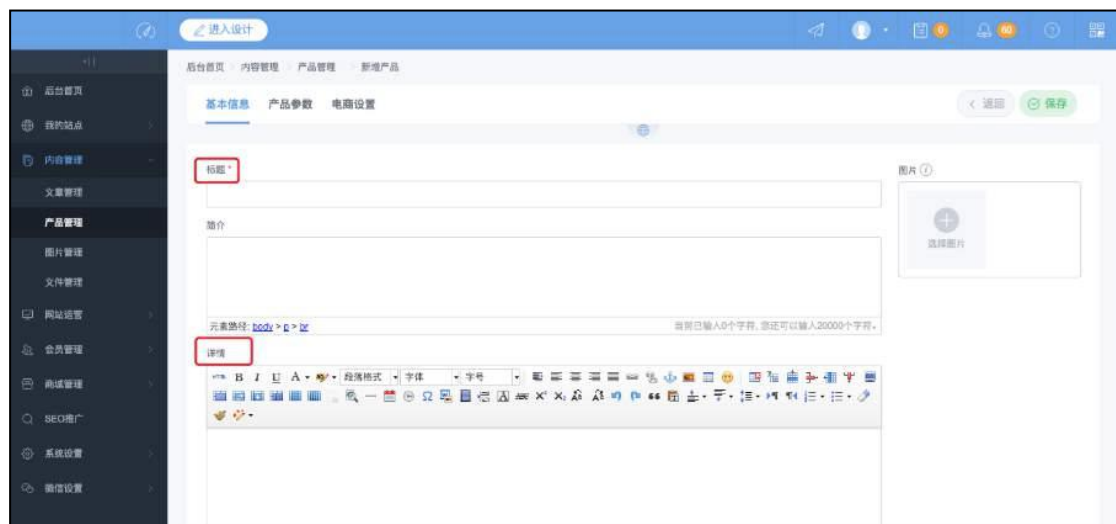 进入设计
0
60
后台首页 内容管理 产品管理 新增产品
后台首页
我的站点
内容管理
文章管理
产品管理
图片管理
文件管理
网站运营
会员管理
商城管理
SEO推广
系统设置
微信设置
基本信息 产品参数 电商设置
< 返回 保存
标题*
简介
元素路径: body > p > br
当前已输入0个字符, 您还可以输入20000个字符。
详情
HTML B I U A 段落格式 字体 字号
图片
选择图片